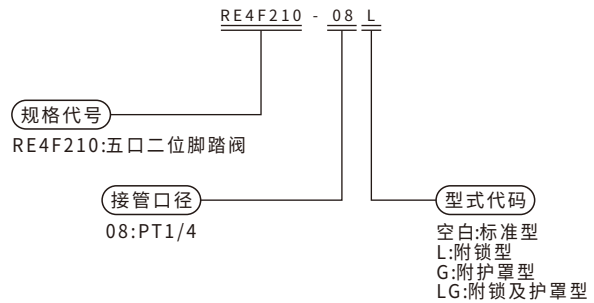 RE4F210 - 08 L
规格代号
RE4F210:五口二位脚踏阀
接管口径
08:PT1/4
型式代码
空白:标准型
L:附锁型
G:附护罩型
LG:附锁及护罩型